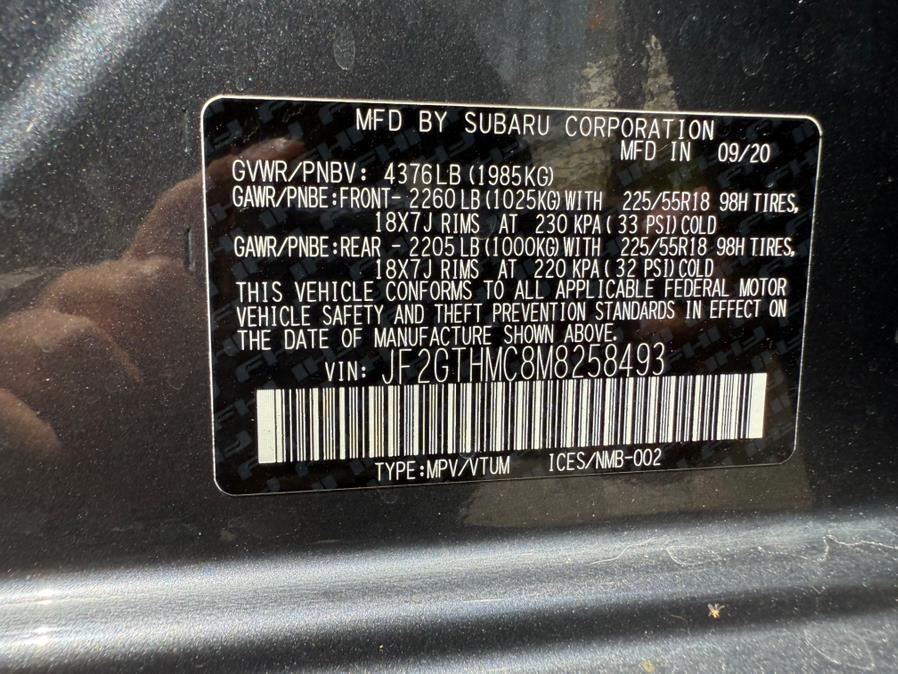 MFD BY SUBARU CORPORATION
MFD IN 09/20
GVWR/PNBV: 4376LB(1985KG)
GAWR/PNBE:FRONT- 2260 LB(1025KG)WITH 225/55R18 98H TIRES,
18X7J RIMS AT 230 KPA( 33 PSI)COLD
GAWR/PNBE:REAR - 2205 LB(1000KG)WITH 225/55R18 98H TIRES,
18X7J RIMS AT 220 KPA( 32 PSI)COLD
THIS VEHICLE CONFORMS TO ALL APPLICABLE FEDERAL MOTOR
VEHICLE SAFETY AND THEFT PREVENTION STANDARDS IN EFFECT ON
THE DATE OF MANUFACTURE SHOWN ABOVE.
VIN: JF2GTHMC8M8258493
TYPE:MPV/VTUM ICES/NMB-002